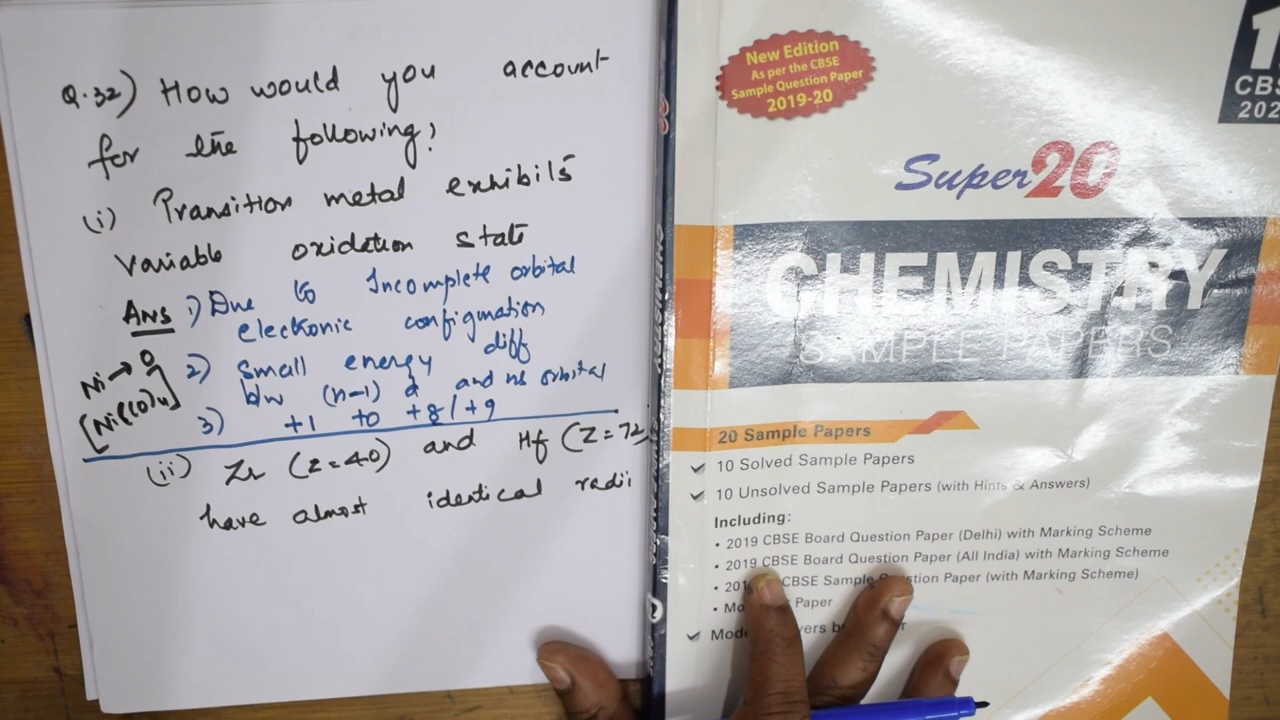 Q.32) How would you account
for the following?
(i) Transition metal exhibits
Variable oxidation state
Ans 1) Due to Incomplete orbital
electronic configuration
2) Small energy diff
b/w (n-1) d and ns orbital
3) +1 to +8/+9
Ni → 0
[Ni(CO)4]
(ii) Zr (Z=40) and Hf (Z=72
have almost identical radii
New Edition
As per the CBSE
Sample Question Paper
2019-20
CBS
202
Super20
CHEMISTRY
SAMPLE PAPERS
20 Sample Papers
10 Solved Sample Papers
10 Unsolved Sample Papers (with Hints & Answers)
Including:
• 2019 CBSE Board Question Paper (Delhi) with Marking Scheme
• 2019 CBSE Board Question Paper (All India) with Marking Scheme
• 201 CBSE Sample Question Paper (with Marking Scheme)
• Mo Paper
Mod